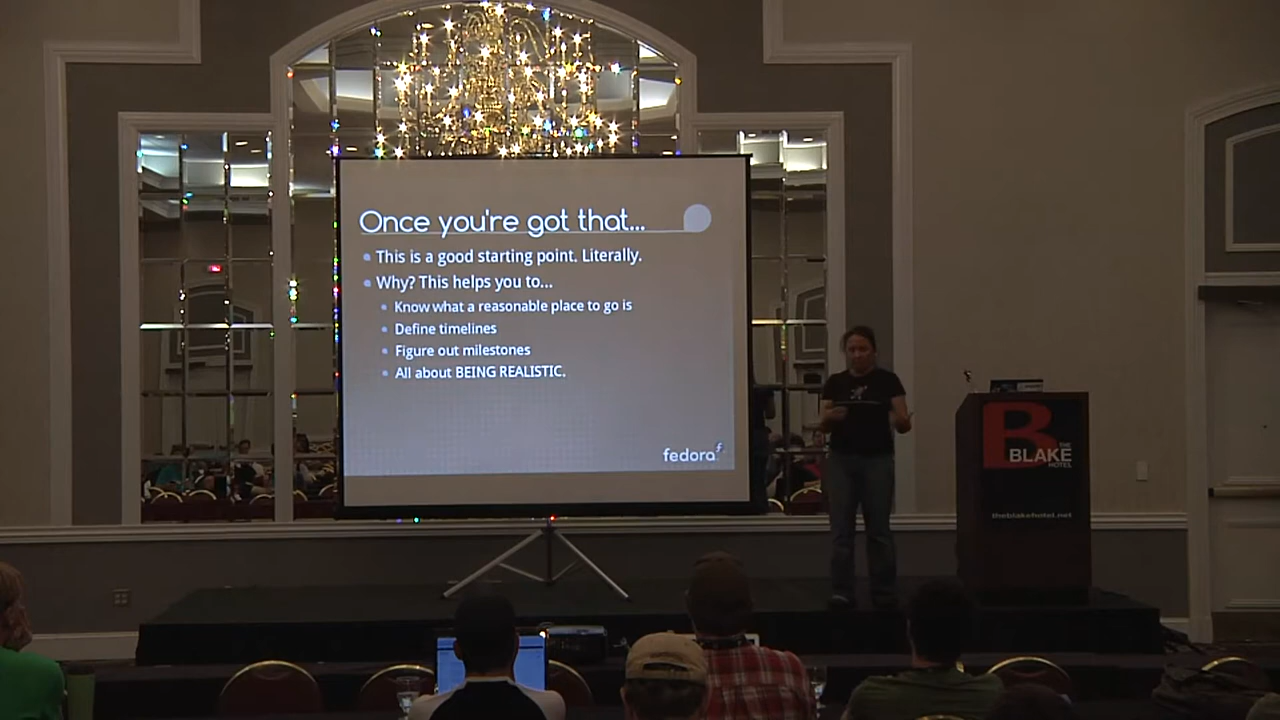 Once you're got that...
This is a good starting point. Literally.
Why? This helps you to...
Know what a reasonable place to go is
Define timelines
Figure out milestones
All about BEING REALISTIC.
fedora
B
THE
BLAKE
HOTEL
theblakehotel.net